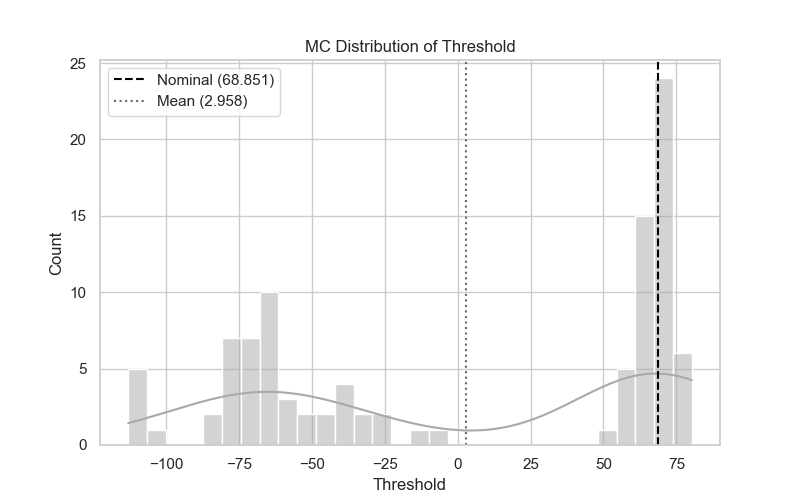 MC Distribution of Threshold
Nominal (68.851)
Mean (2.958)
Count
25
20
15
10
5
0
−100
−75
−50
−25
0
25
50
75
Threshold